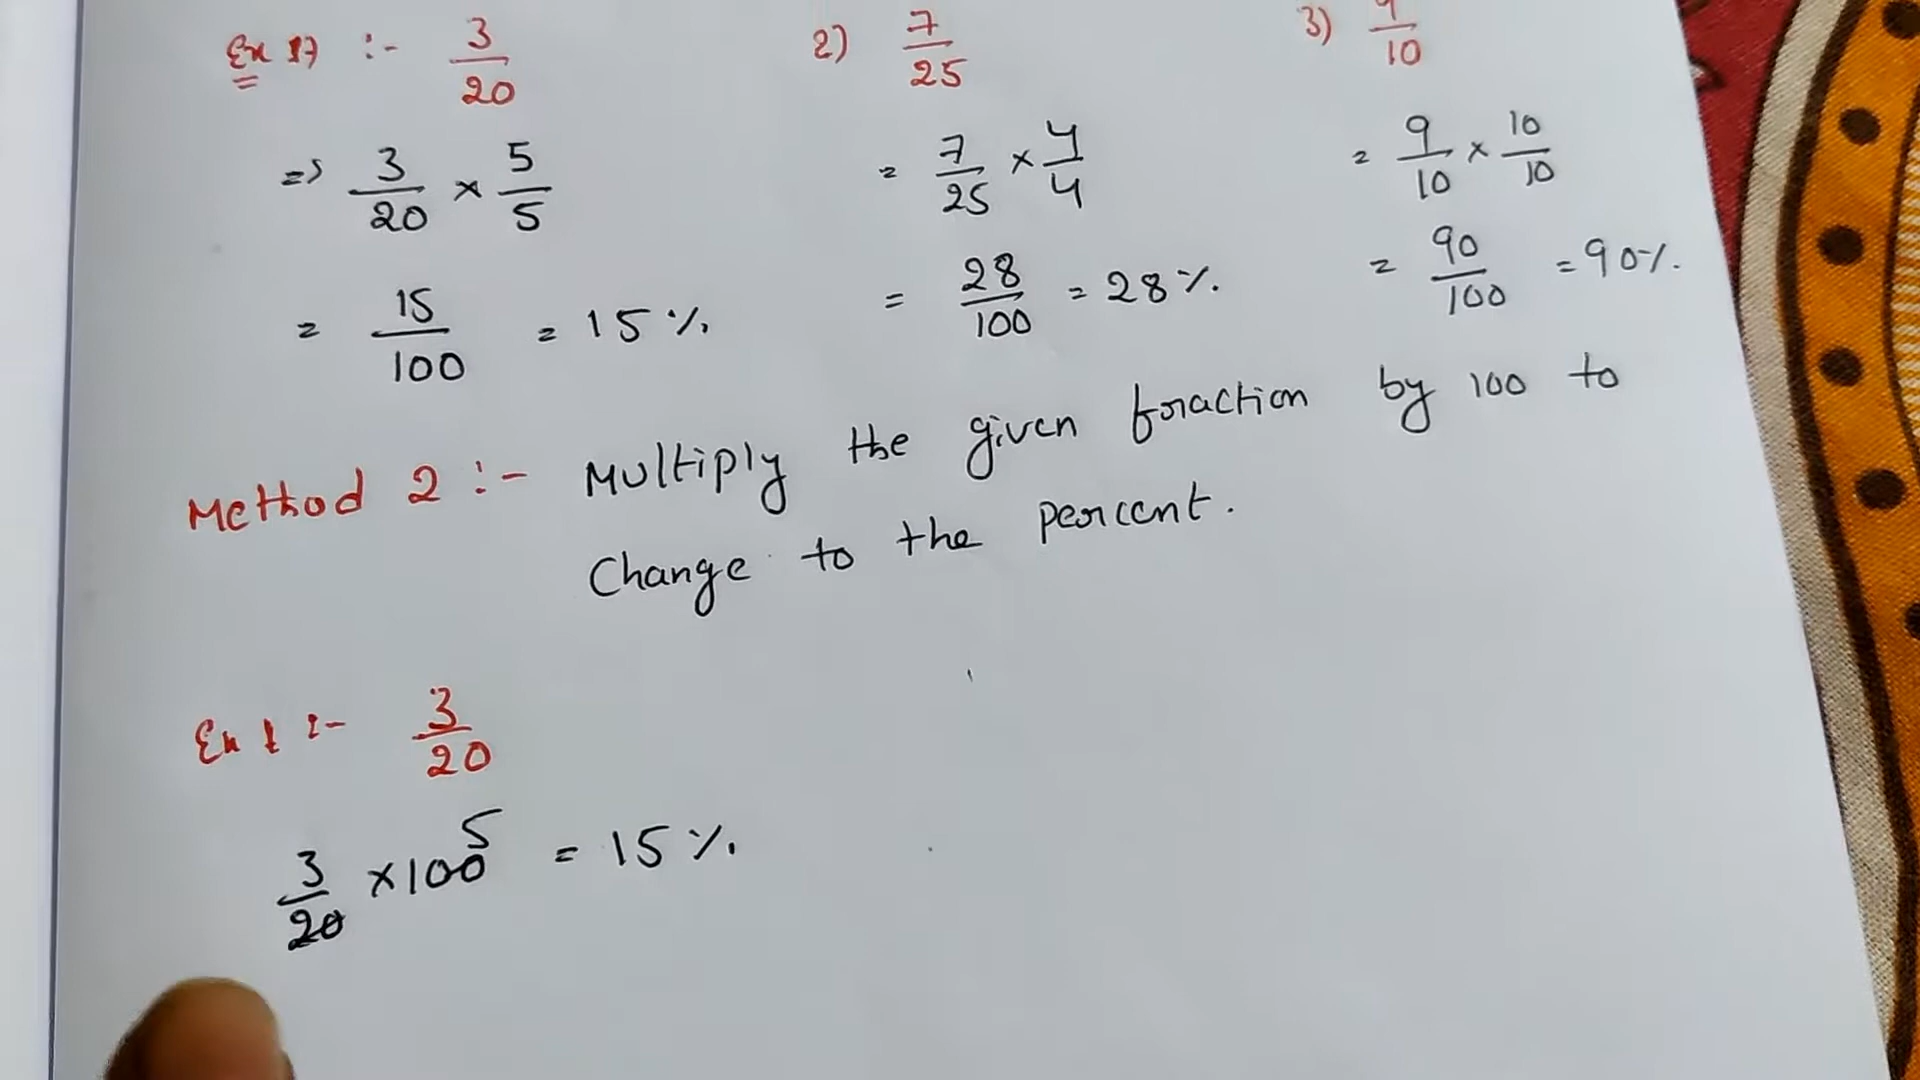 Ex 1) :- 3/20 2) 7/25 3) 9/10
=> 3/20 × 5/5 = 7/25 × 4/4 = 9/10 × 10/10
= 15/100 = 15% = 28/100 = 28% = 90/100 = 90%
Method 2 :- Multiply the given fraction by 100 to
Change to the percent.
Ex 1 :- 3/20
3/20 × 100 5 = 15%